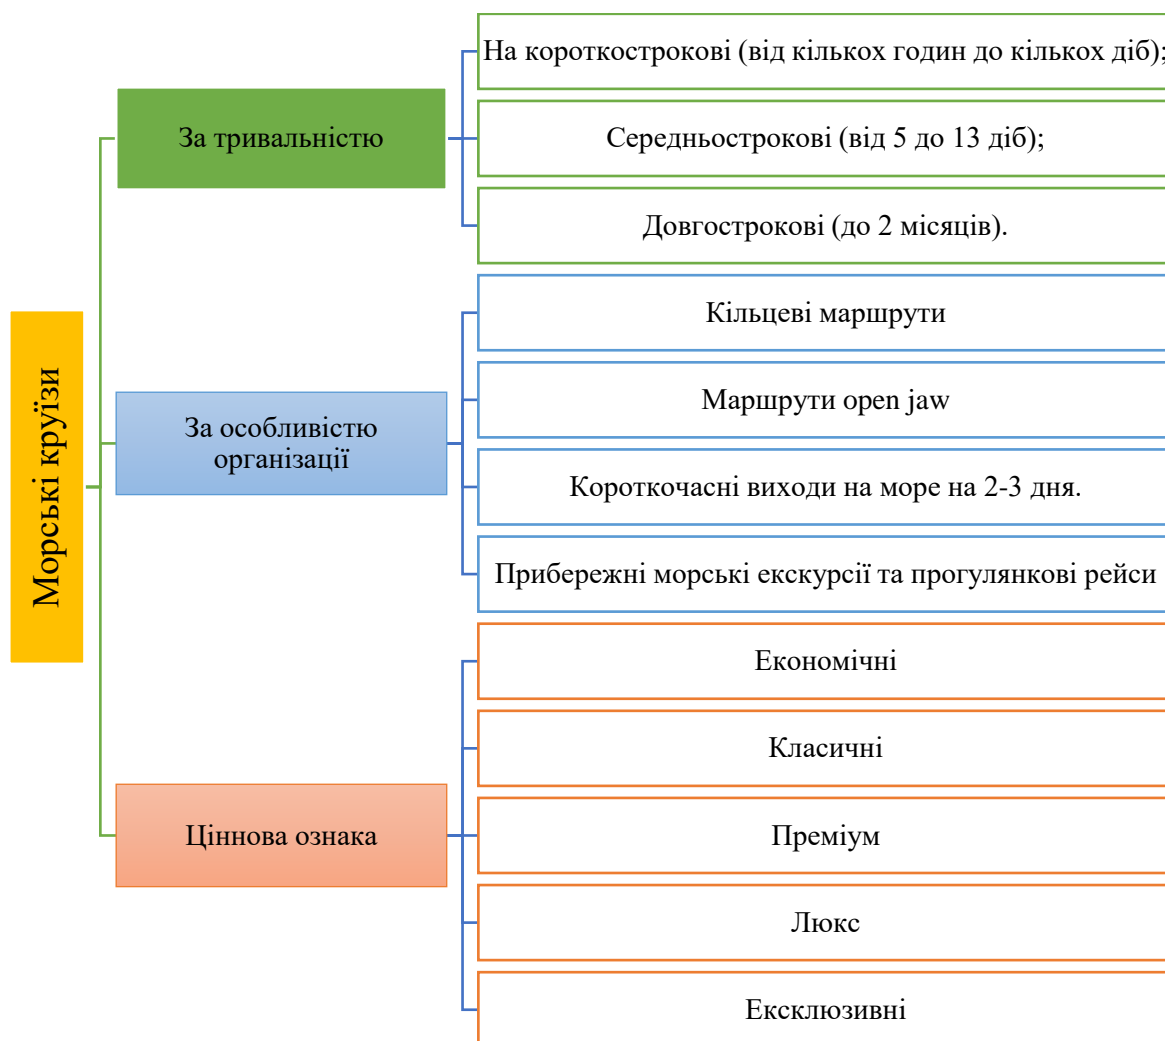 Морські круїзи
За тривальністю
На короткострокові (від кількох годин до кількох діб);
Середньострокові (від 5 до 13 діб);
Довгострокові (до 2 місяців).
За особливістю
організації
Кільцеві маршрути
Маршрути open jaw
Короткочасні виходи на море на 2-3 дня.
Прибережні морські екскурсії та прогулянкові рейси
Ціннова ознака
Економічні
Класичні
Преміум
Люкс
Ексклюзивні